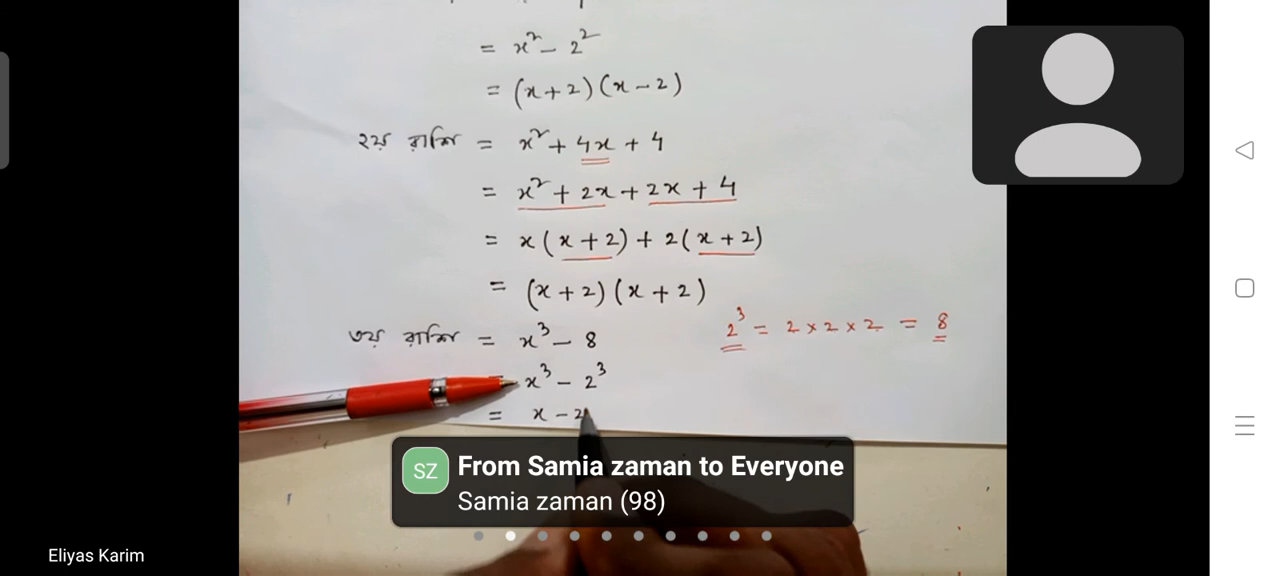 = x² - 2²
= (x+2)(x-2)
২য় রাশি = x² + 4x + 4
= x² + 2x + 2x + 4
= x(x+2) + 2(x+2)
= (x+2)(x+2)
৩য় রাশি = x³ - 8
2³ = 2×2×2 = 8
x³ - 2³
= x - 2
SZ
From Samia zaman to Everyone
Samia zaman (98)
Eliyas Karim